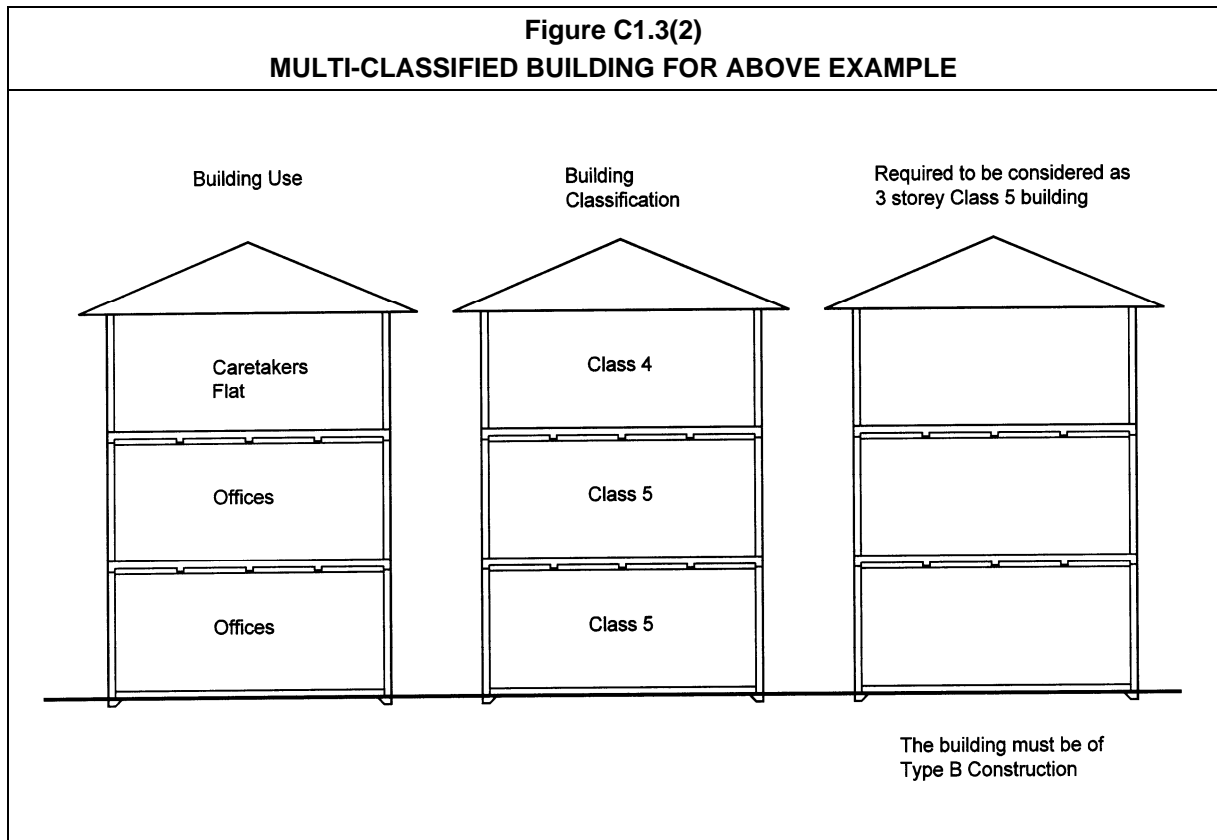 Figure C1.3(2)
MULTI-CLASSIFIED BUILDING FOR ABOVE EXAMPLE
Building Use
Building
Classification
Required to be considered as
3 storey Class 5 building
Caretakers
Flat
Class 4
Offices
Class 5
Offices
Class 5
The building must be of
Type B Construction